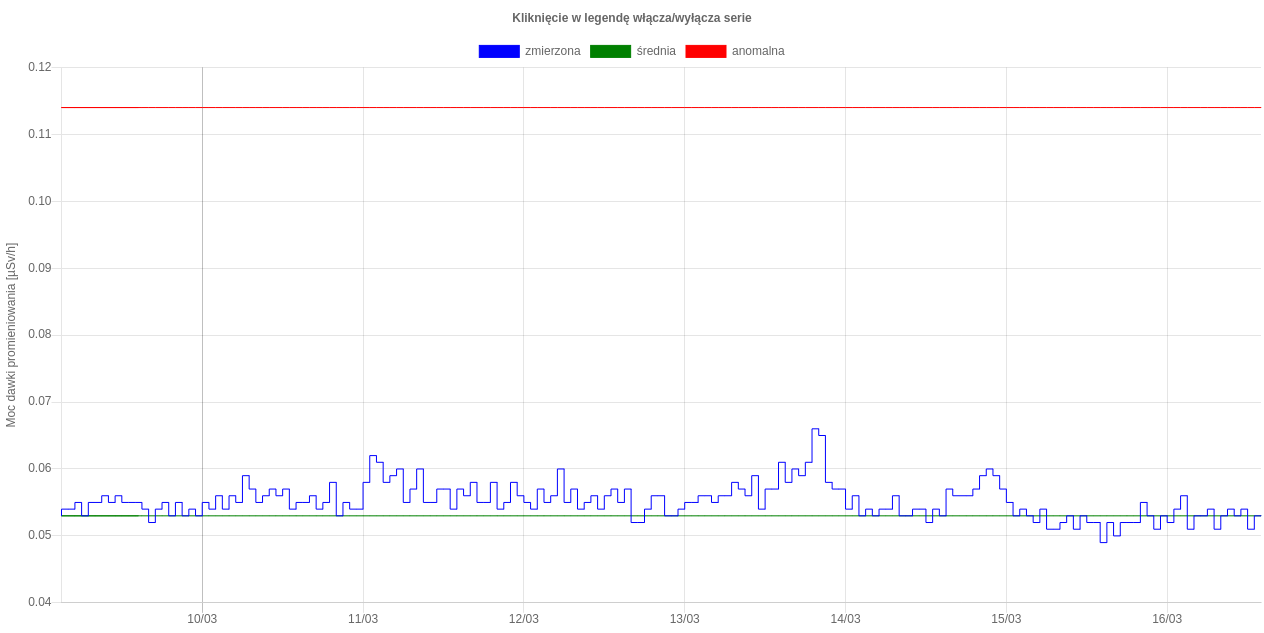 Kliknięcie w legendę włącza/wyłącza serie
zmierzona średnia anomalna
Moc dawki promieniowania [µSv/h]
0.12
0.11
0.10
0.09
0.08
0.07
0.06
0.05
0.04
10/03 11/03 12/03 13/03 14/03 15/03 16/03